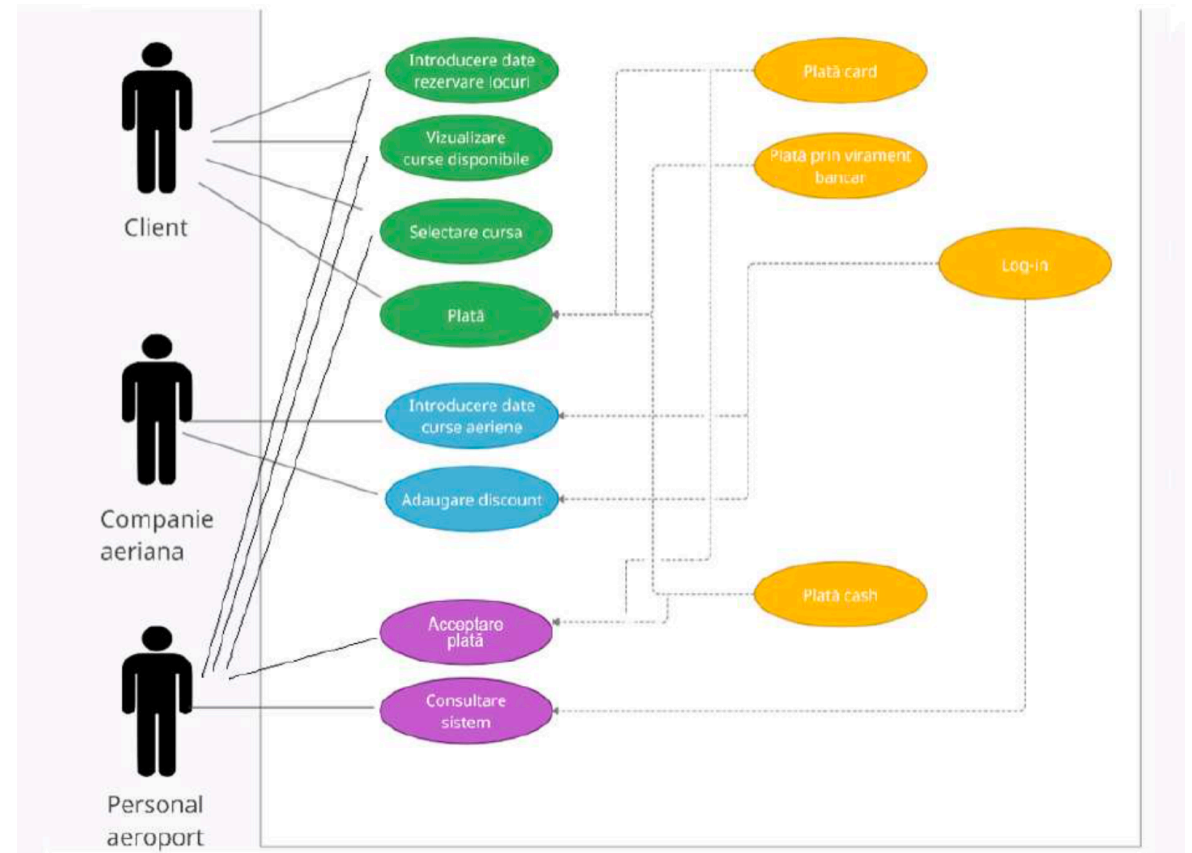 Introducere date
rezervare locuri
Plată card
Vizualizare
curse disponibile
Plată prin virament
bancar
Client
Selectare cursa
Log-in
Plată
Introducere date
curse aeriene
Adaugare discount
Companie
aeriana
Plată cash
Acceptare
plată
Consultare
sistem
Personal
aeroport